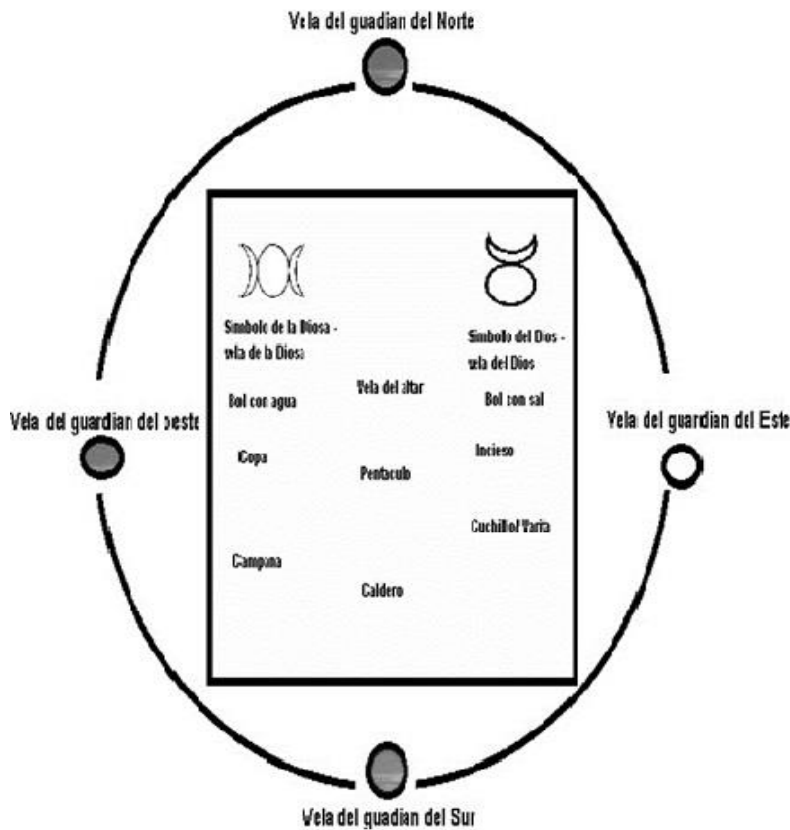 Vela del guadian del Norte
Simbolo de la Diosa -
vela de la Diosa
Simbolo del Dios -
vela del Dios
Vela del altar
Bol con agua
Bol con sal
Vela del guardian del oeste
Vela del guardian del Este
Copa
Incieso
Pentaculo
Cuchillo/ Varia
Campana
Caldero
Vela del guadian del Sur